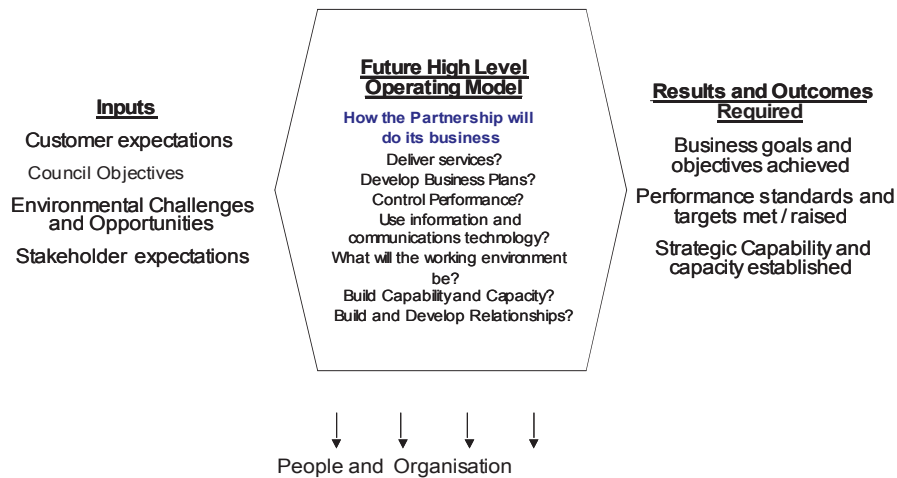 Inputs
Customer expectations
Council Objectives
Environmental Challenges
and Opportunities
Stakeholder expectations
Future High Level
Operating Model
How the Partnership will
do its business
Deliver services?
Develop Business Plans?
Control Performance?
Use information and
communications technology?
What will the working environment
be?
Build Capability and Capacity?
Build and Develop Relationships?
Results and Outcomes
Required
Business goals and
objectives achieved
Performance standards and
targets met / raised
Strategic Capability and
capacity established
People and Organisation